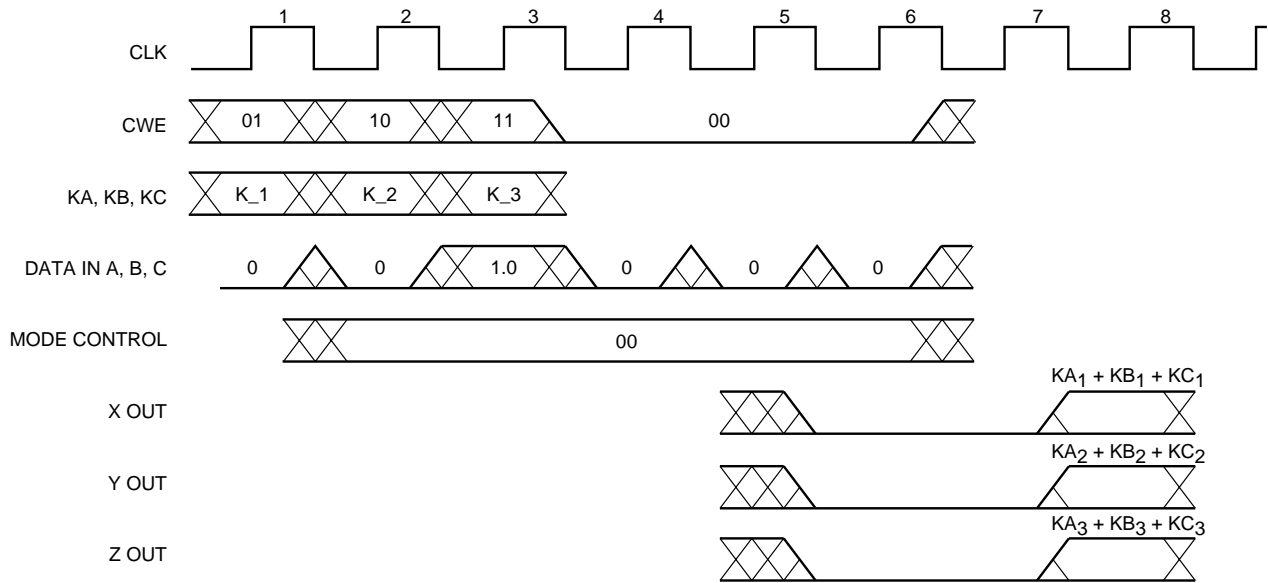 1 2 3 4 5 6 7 8
CLK
CWE 01 10 11 00
KA, KB, KC K_1 K_2 K_3
DATA IN A, B, C 0 0 1.0 0 0 0
MODE CONTROL 00
KA1 + KB1 + KC1
X OUT
KA2 + KB2 + KC2
Y OUT
KA3 + KB3 + KC3
Z OUT